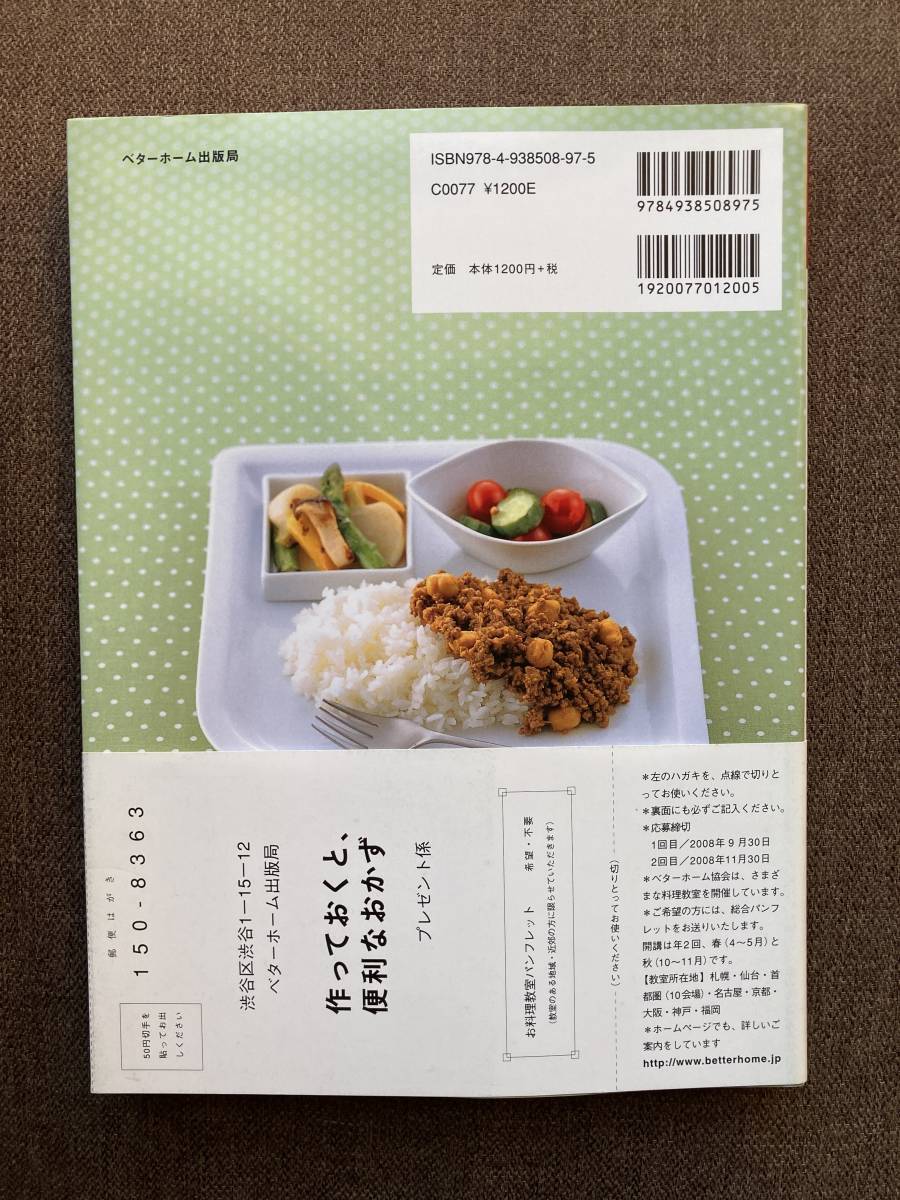 ベターホーム出版局
ISBN978-4-938508-97-5
C0077 ¥1200E
定価 本体1200円+税
9784938508975
1920077012005
郵便はがき
150-8363
50円切手を
貼ってお出
しください
渋谷区渋谷1-15-12
ベターホーム出版局
作っておくと、
便利なおかず
プレゼント係
お料理教室パンフレット 希望・不要
(教室のある地域・近郊の方に限らせていただきます)
(切りとってお使いください)
＊左のハガキを、点線で切りと
ってお使いください。
＊裏面にも必ずご記入ください。
＊応募締切
1回目／2008年9月30日
2回目／2008年11月30日
＊ベターホーム協会は、さまざ
まな料理教室を開催しています。
＊ご希望の方には、総合パンフ
レットをお送りいたします。
開講は年2回、春(4〜5月)と
秋(10〜11月)です。
【教室所在地】札幌・仙台・首
都圏(10会場)・名古屋・京都・
大阪・神戸・福岡
＊ホームページでも、詳しいご
案内をしています
http://www.betterhome.jp